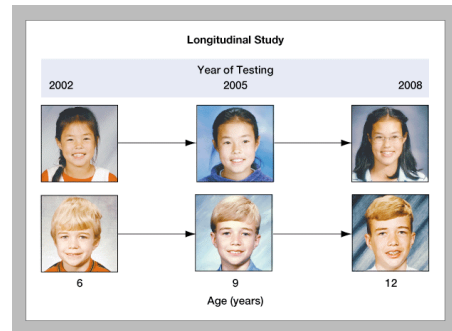 Longitudinal Study
Year of Testing
2002 2005 2008
6 9 12
Age (years)